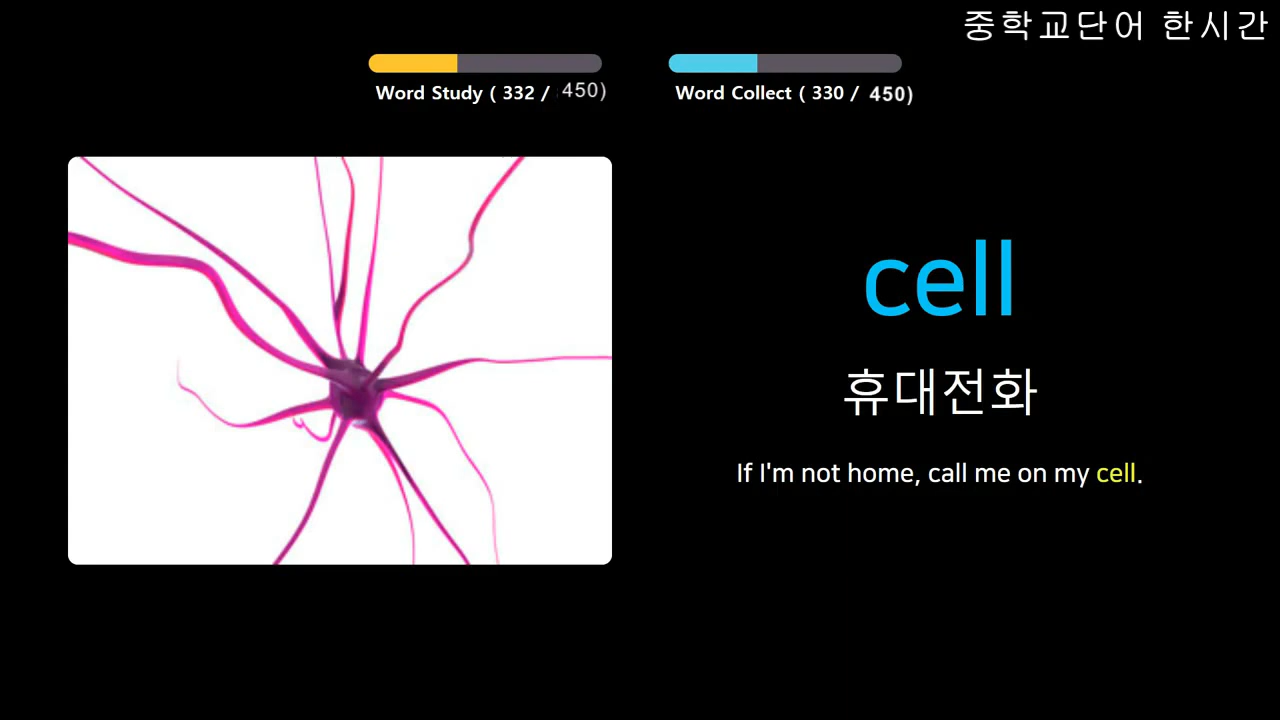 중학교단어 한시간
Word Study ( 332 / 450)
Word Collect ( 330 / 450)
cell
휴대전화
If I'm not home, call me on my cell.